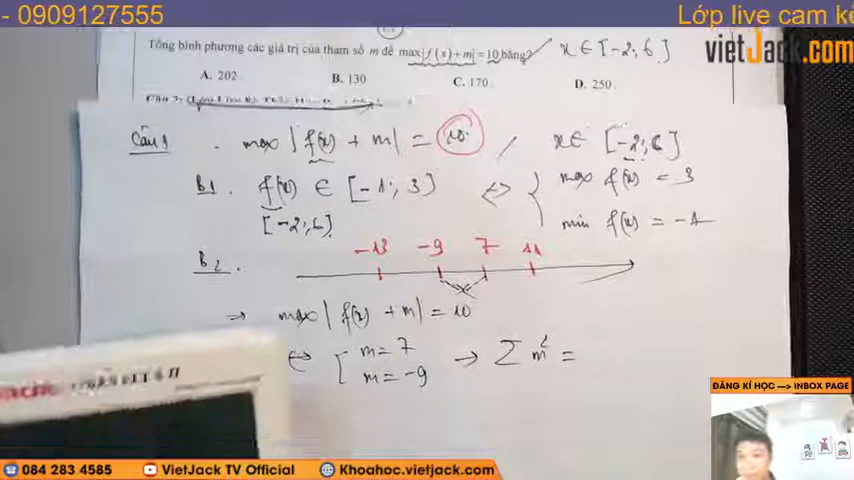 - 0909127555
Lớp live cam kế
Tổng bình phương các giá trị của tham số m để max|f(x)+m|=10 bằng? x ∈ [-2; 6]
A. 202
B. 130
C. 170
D. 250
vietJack.com
Câu 1 . max | f(x) + m | = 10 / x ∈ [-2; 6]
B1. f(x) ∈ [-1; 3] ⇔ { max f(x) = 3
[-2; 6] min f(x) = -1
-13 -9 7 11
B2.
→ max | f(x) + m | = 10
⇔ [ m = 7 → Σ m² =
m = -9
ĐĂNG KÍ HỌC —> INBOX PAGE
084 283 4585 VietJack TV Official Khoahoc.vietjack.com